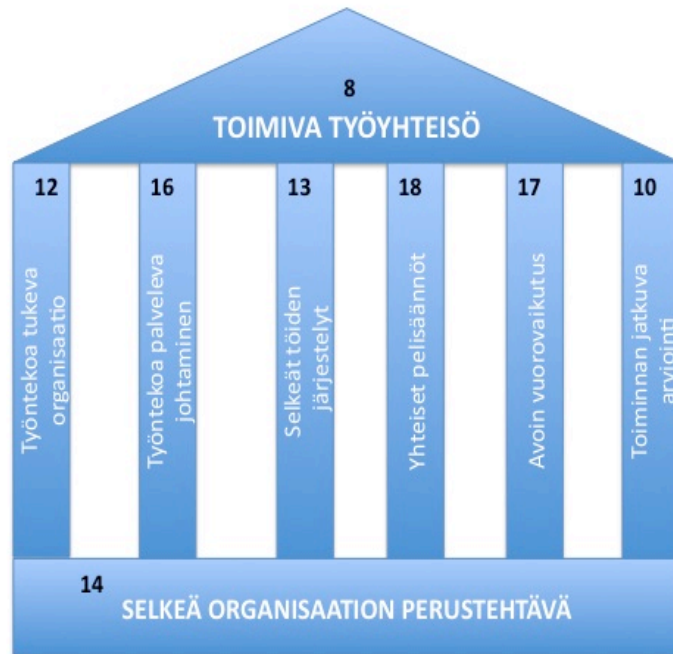 8
TOIMIVA TYÖYHTEISÖ
12
Työntekoa tukeva
organisaatio
16
Työntekoa palveleva
johtaminen
13
Selkeät töiden
järjestelyt
18
Yhteiset pelisäännöt
17
Avoin vuorovaikutus
10
Toiminnan jatkuva
arviointi
14
SELKEÄ ORGANISAATION PERUSTEHTÄVÄ